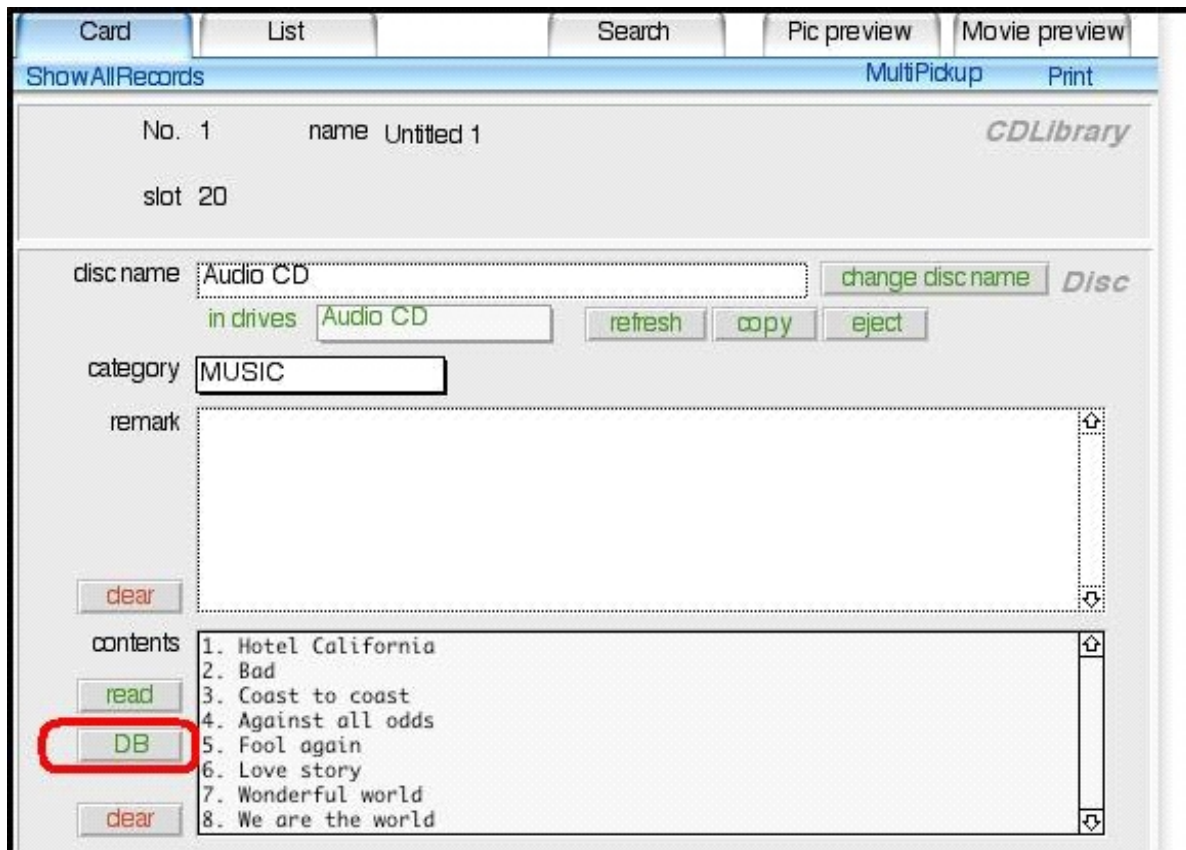 Card List Search Pic preview Movie preview
ShowAllRecords MultiPickup Print
No. 1 name Untitled 1 CDLibrary
slot 20
disc name Audio CD change disc name Disc
in drives Audio CD refresh copy eject
category MUSIC
remark
clear
contents
1. Hotel California
2. Bad
read
3. Coast to coast
4. Against all odds
DB
5. Fool again
6. Love story
7. Wonderful world
clear
8. We are the world